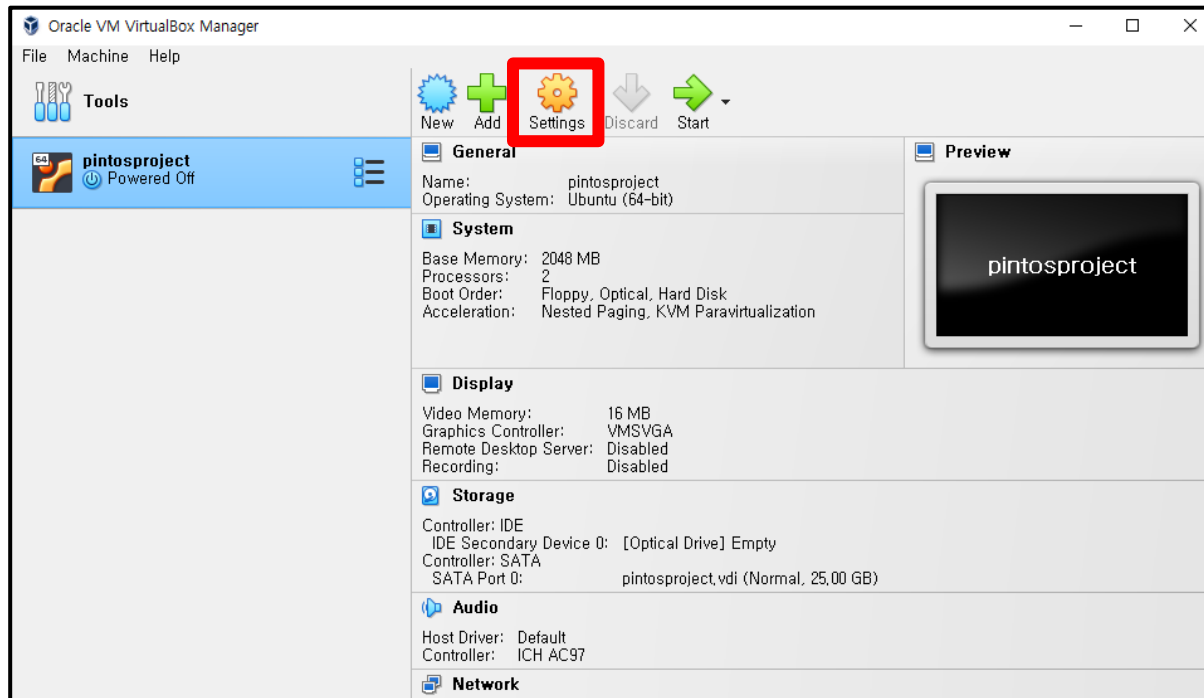 Oracle VM VirtualBox Manager
File Machine Help
Tools
New Add Settings Discard Start
64
pintosproject
Powered Off
General
Name: pintosproject
Operating System: Ubuntu (64-bit)
Preview
pintosproject
System
Base Memory: 2048 MB
Processors: 2
Boot Order: Floppy, Optical, Hard Disk
Acceleration: Nested Paging, KVM Paravirtualization
Display
Video Memory: 16 MB
Graphics Controller: VMSVGA
Remote Desktop Server: Disabled
Recording: Disabled
Storage
Controller: IDE
IDE Secondary Device 0: [Optical Drive] Empty
Controller: SATA
SATA Port 0: pintosproject.vdi (Normal, 25,00 GB)
Audio
Host Driver: Default
Controller: ICH AC97
Network